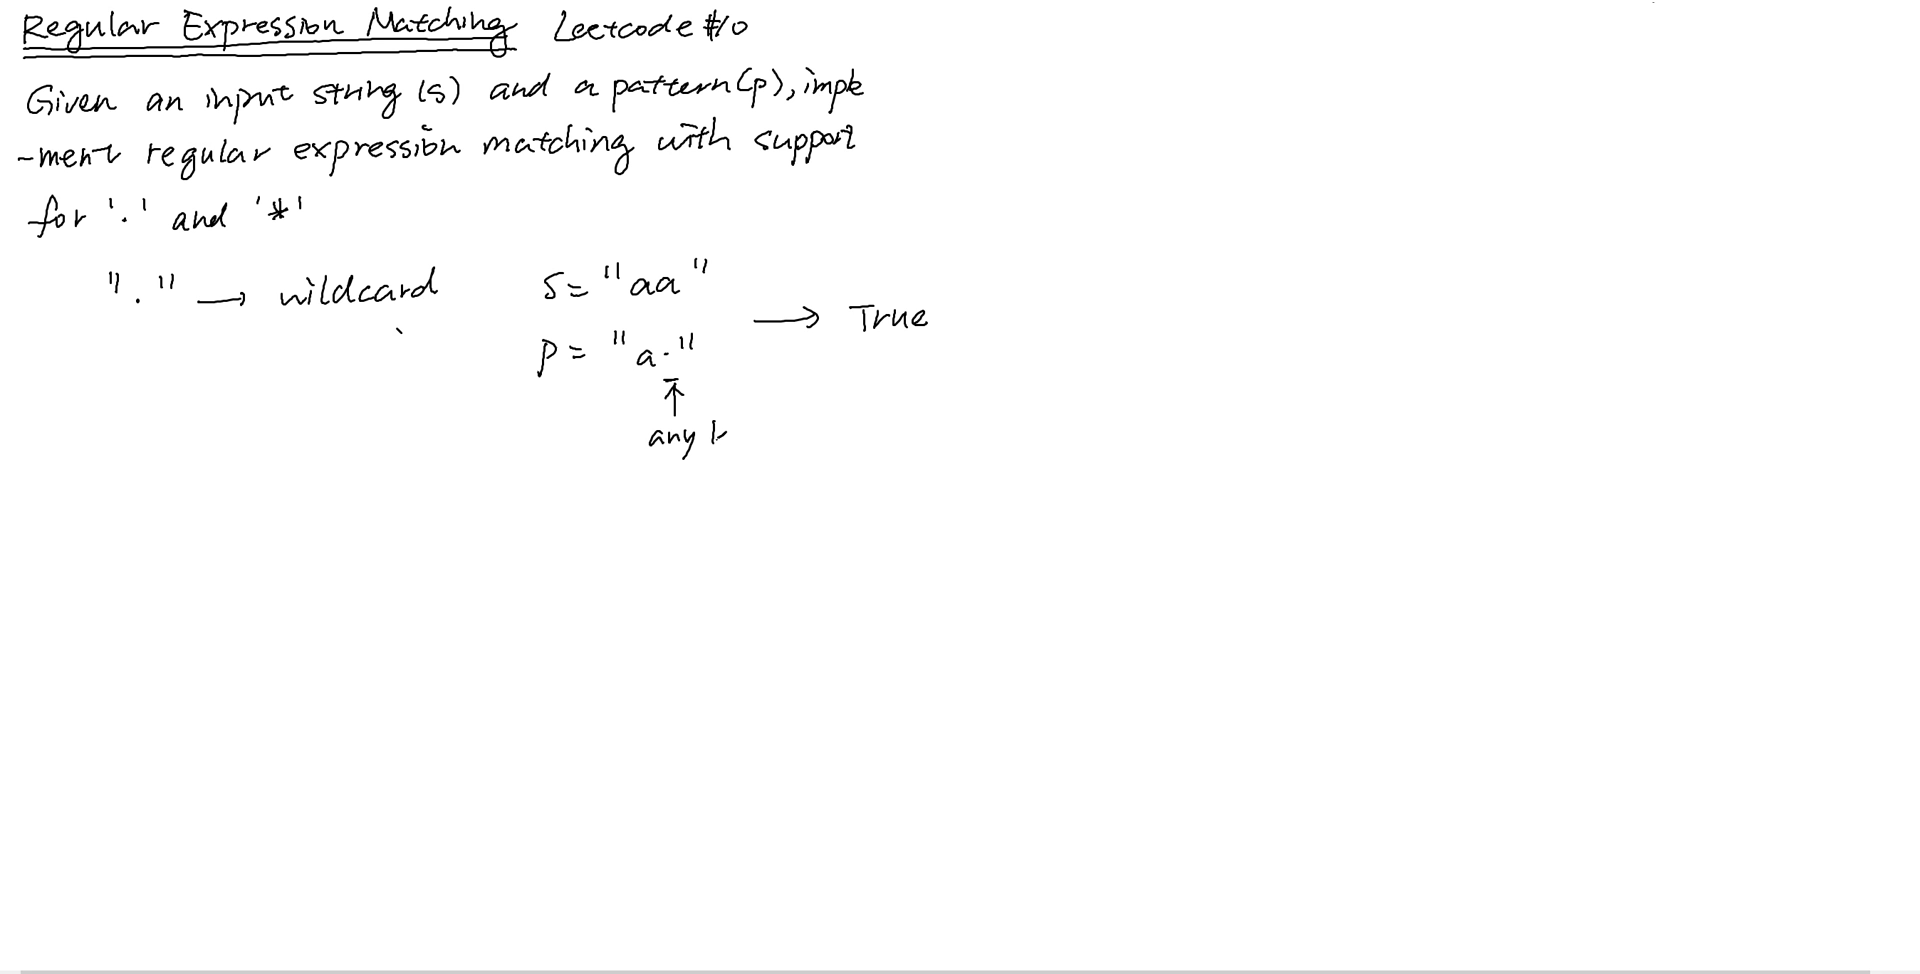 Regular Expression Matching Leetcode #10
Given an input string (s) and a pattern (p), imple
-ment regular expression matching with support
for '.' and '*'
"." → wildcard
s = "aa"
p = "a."
→ True
↑
any